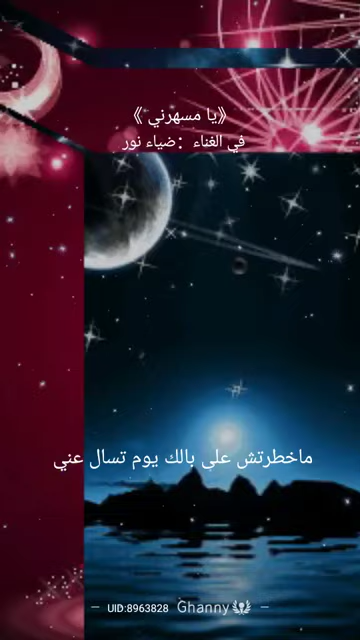 《يا مسهرني》
في الغناء : ضياء نور
ماخطرتش على بالك يوم تسال عني
— UID:8963828 Ghanny —